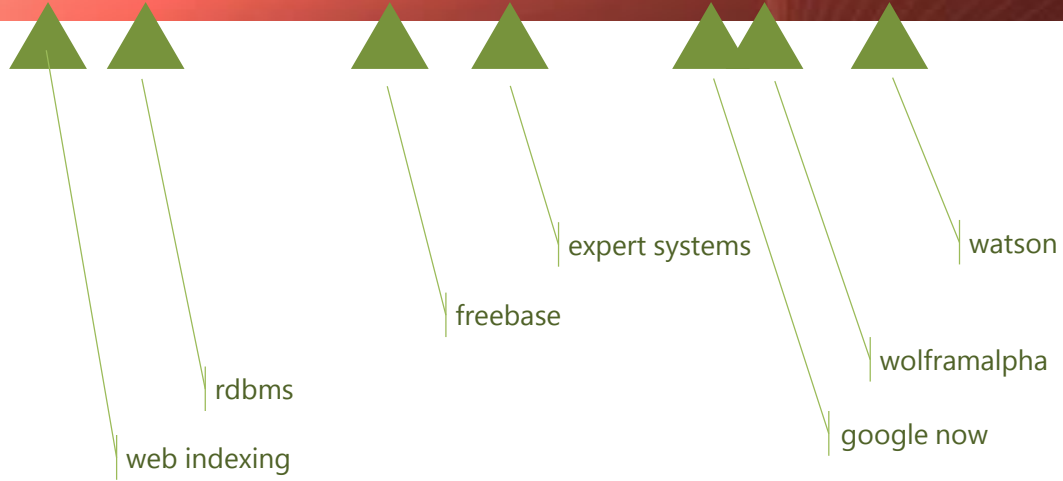 expert systems
watson
freebase
wolframalpha
rdbms
google now
web indexing